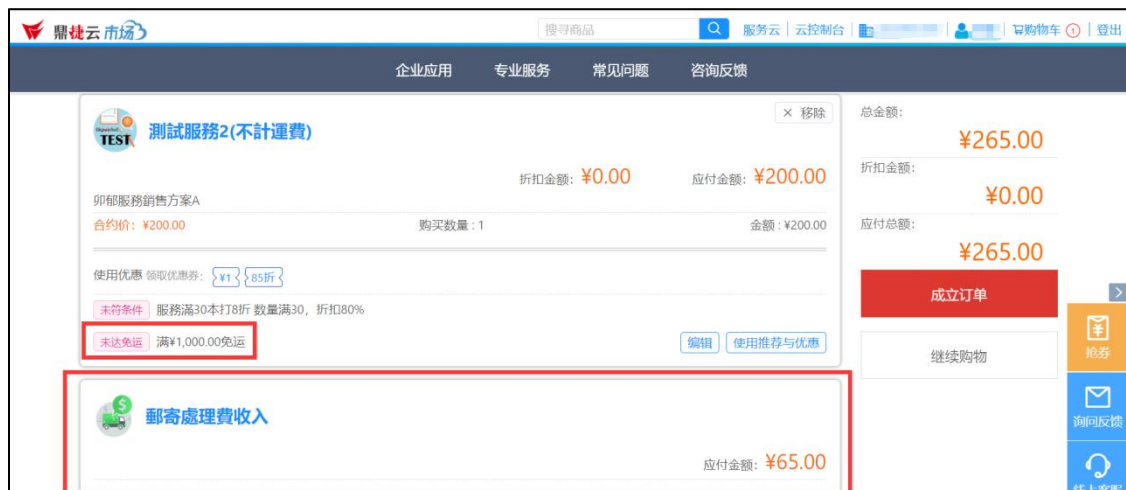 鼎捷云市场
搜寻商品
服务云 | 云控制台 | 购物车 ! | 登出
企业应用 专业服务 常见问题 咨询反馈
TEST
測試服務2(不計運費)
× 移除
折扣金额: ¥0.00 应付金额: ¥200.00
卯郁服務銷售方案A
合约价: ¥200.00 购买数量 : 1 金额 : ¥200.00
使用优惠 领取优惠券: ¥1 85折
未符条件 服務滿30本打8折 数量满30，折扣80%
未达免运 满¥1,000.00免运
编辑 使用推荐与优惠
郵寄處理費收入
应付金额: ¥65.00
总金额:
¥265.00
折扣金额:
¥0.00
应付总额:
¥265.00
成立订单
继续购物
抢券
询问反馈
线上客服